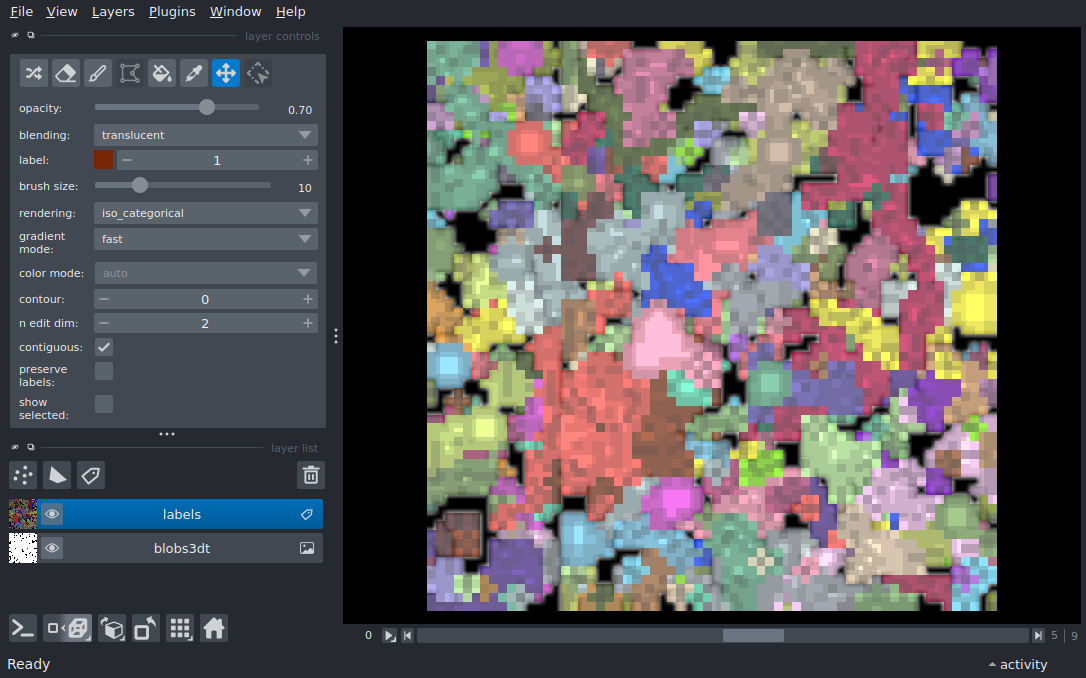 File View Layers Plugins Window Help
layer controls
opacity: 0.70
blending: translucent
label: 1
brush size: 10
rendering: iso_categorical
gradient
mode: fast
color mode: auto
contour: 0
n edit dim: 2
contiguous:
preserve
labels:
show
selected:
layer list
labels
blobs3dt
0 5 9
Ready activity